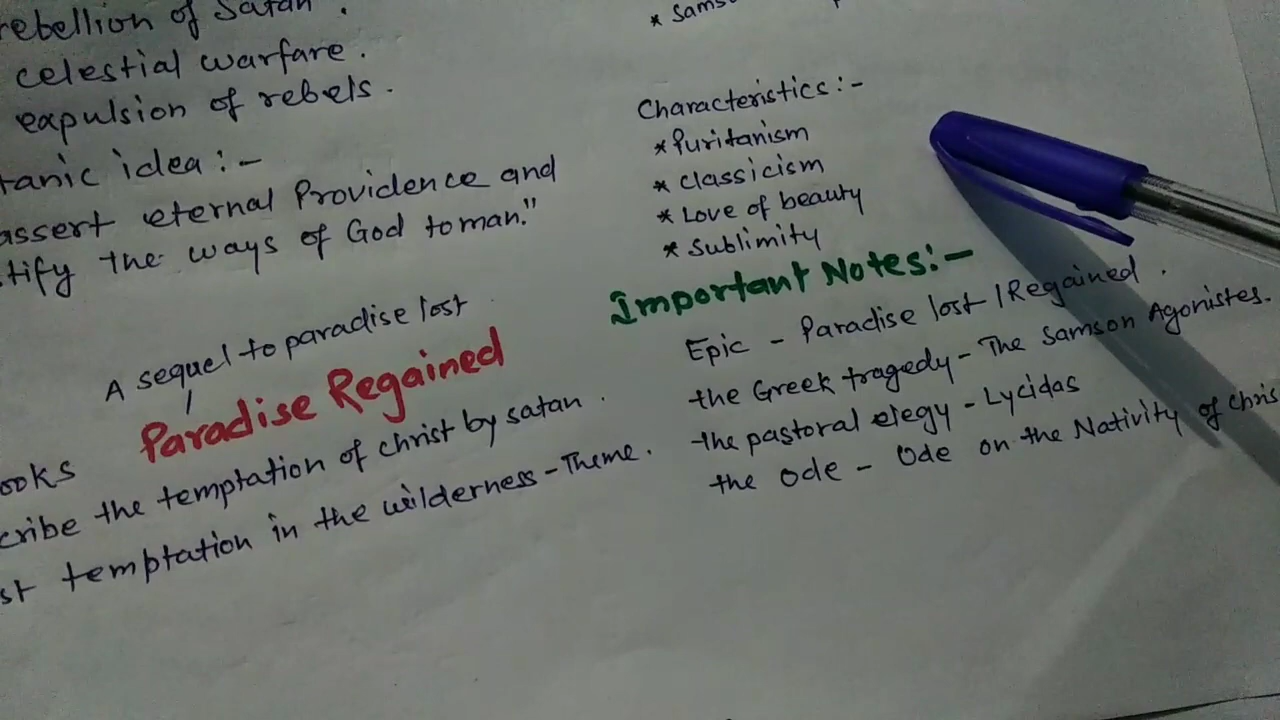 rebellion of Satan.
celestial warfare.
expulsion of rebels.
tanic idea :-
assert eternal Providence and
tify the ways of God to man."
A sequel to paradise lost
Paradise Regained
ooks
cribe the temptation of christ by satan.
st temptation in the wilderness - Theme.
* Sams
Characteristics :-
* Puritanism
* classicism
* Love of beauty
* Sublimity
Important Notes :-
Epic - Paradise lost / Regained.
the Greek tragedy - The Samson Agonistes.
the pastoral elegy - Lycidas
the Ode - Ode on the Nativity of Chris